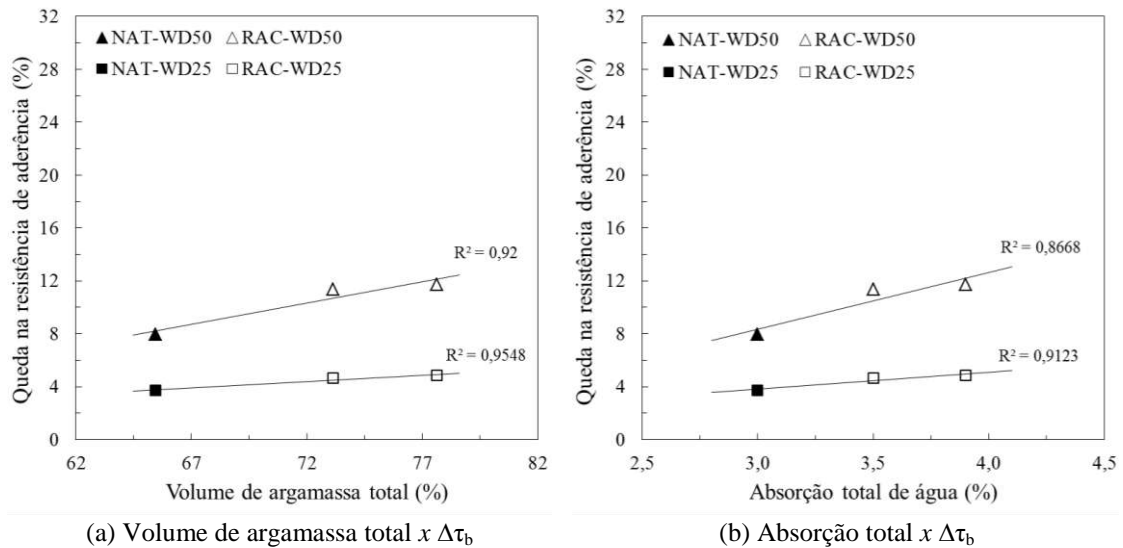 Queda na resistência de aderência (%)
32
28
24
20
16
12
8
4
0
▲NAT-WD50 △RAC-WD50
■NAT-WD25 □RAC-WD25
R² = 0,92
R² = 0,9548
62 67 72 77 82
Volume de argamassa total (%)
(a) Volume de argamassa total x Δτb
Queda na resistência de aderência (%)
32
28
24
20
16
12
8
4
0
▲NAT-WD50 △RAC-WD50
■NAT-WD25 □RAC-WD25
R² = 0,8668
R² = 0,9123
2,5 3,0 3,5 4,0 4,5
Absorção total de água (%)
(b) Absorção total x Δτb